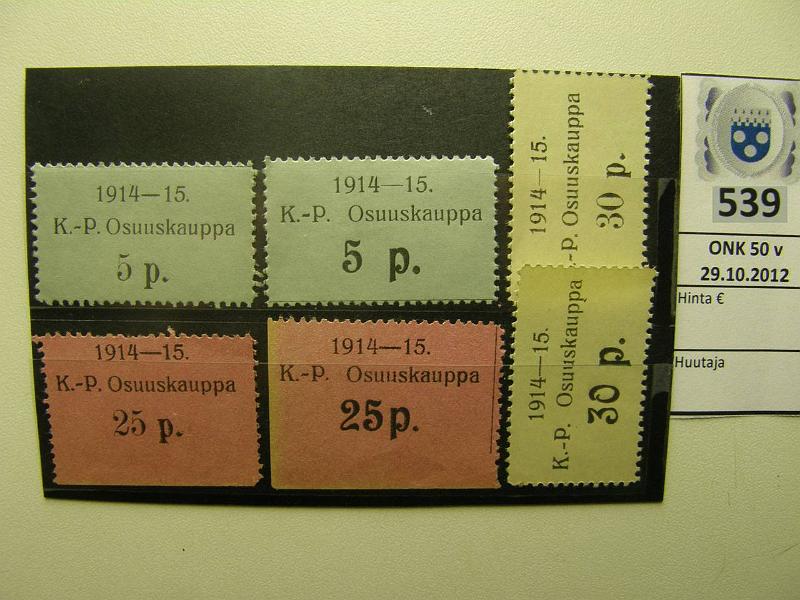 1914—15.
K.-P. Osuuskauppa
5 p.
1914—15.
K.-P. Osuuskauppa
5 p.
1914—15.
-P. Osuuskauppa
30 p.
1914—15.
K.-P. Osuuskauppa
25 p.
1914—15.
K.-P. Osuuskauppa
25 p.
1914—15.
K.-P. Osuuskauppa
30 p.
539
ONK 50 v
29.10.2012
Hinta €
Huutaja